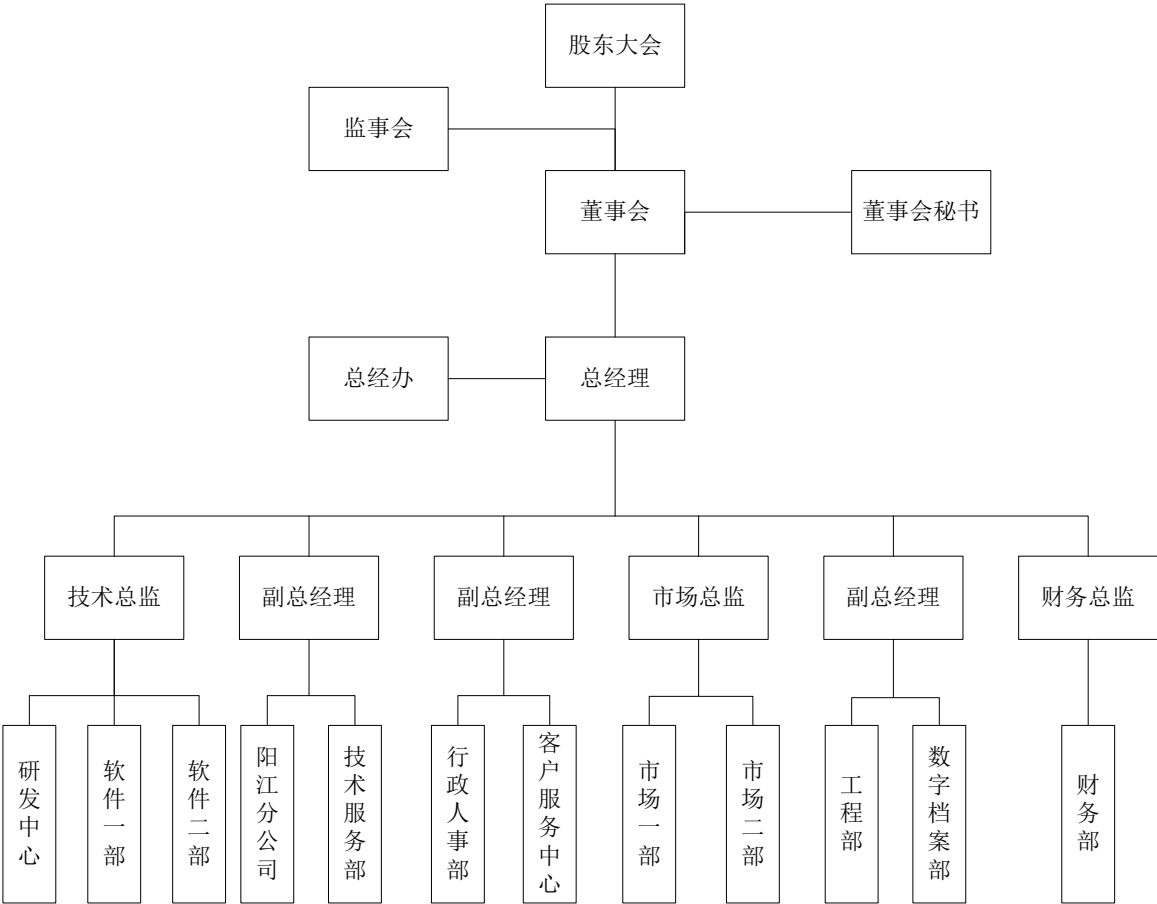 股东大会
监事会
董事会
董事会秘书
总经办
总经理
技术总监
副总经理
副总经理
市场总监
副总经理
财务总监
研发中心
软件一部
软件二部
阳江分公司
技术服务部
行政人事部
客户服务中心
市场一部
市场二部
工程部
数字档案部
财务部